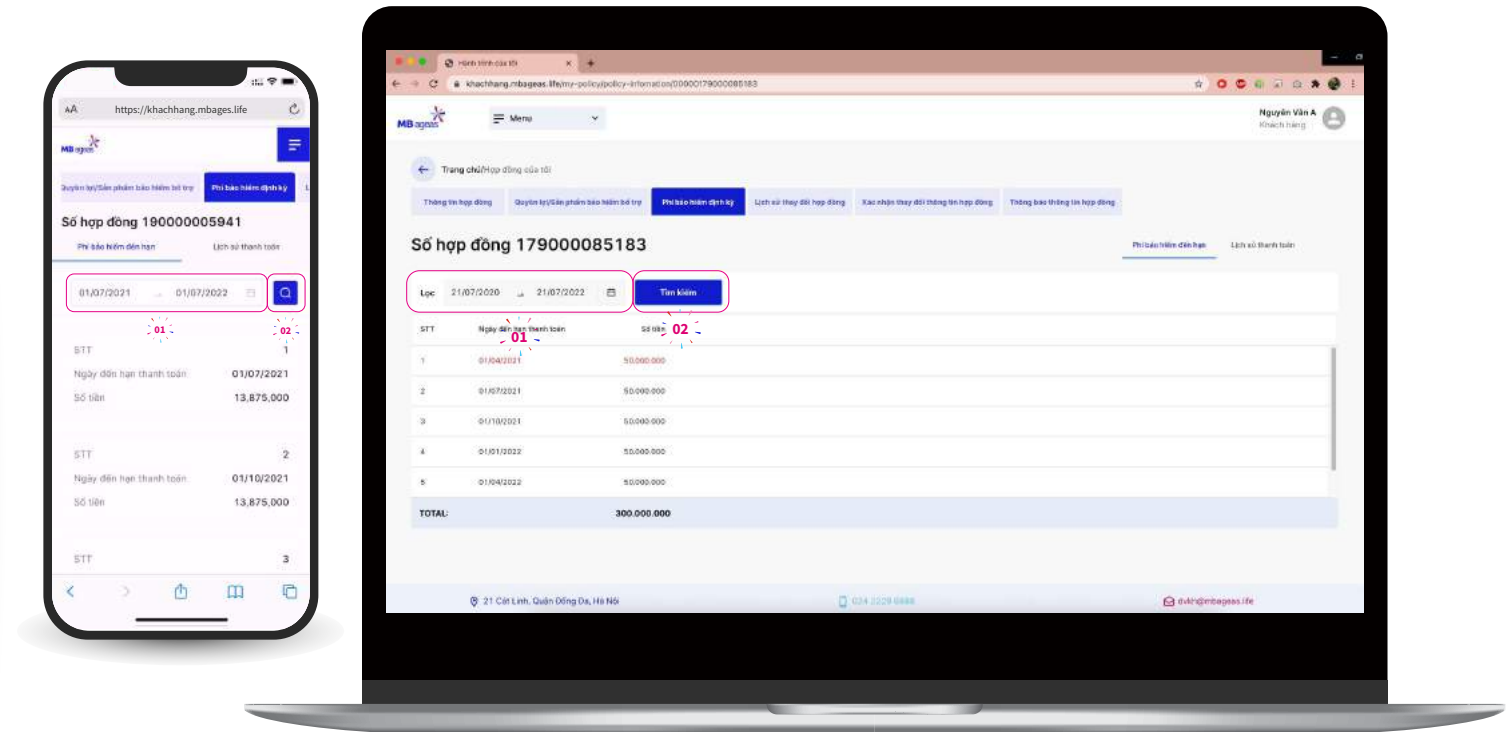 AA https://khachhang.mbages.life
MB ageas
Quyền lợi/Sản phẩm bảo hiểm bổ trợ Phí bảo hiểm định kỳ L
Số hợp đồng 190000005941
Phí bảo hiểm đến hạn Lịch sử thanh toán
01/07/2021 01/07/2022
01 02
STT 1
Ngày đến hạn thanh toán 01/07/2021
Số tiền 13,875,000
STT 2
Ngày đến hạn thanh toán 01/10/2021
Số tiền 13,875,000
STT 3
Hành trình của tôi
khachhang.mbageas.life/my-policy/policy-infomation/00000179000085183
MB ageas Menu Nguyễn Văn A
Khách hàng
Trang chủ/Hợp đồng của tôi
Thông tin hợp đồng Quyền lợi/Sản phẩm bảo hiểm bổ trợ Phí bảo hiểm định kỳ Lịch sử thay đổi hợp đồng Xác nhận thay đổi thông tin hợp đồng Thông báo thông tin hợp đồng
Số hợp đồng 179000085183 Phí bảo hiểm đến hạn Lịch sử thanh toán
Lọc 21/07/2020 21/07/2022 Tìm kiếm
STT Ngày đến hạn thanh toán Số tiền
01 02
1 01/04/2021 50.000.000
2 01/07/2021 50.000.000
3 01/10/2021 50.000.000
4 01/01/2022 50.000.000
5 01/04/2022 50.000.000
TOTAL: 300.000.000
21 Cát Linh, Quận Đống Đa, Hà Nội 024 2229 8888 dvkh@mbageas.life